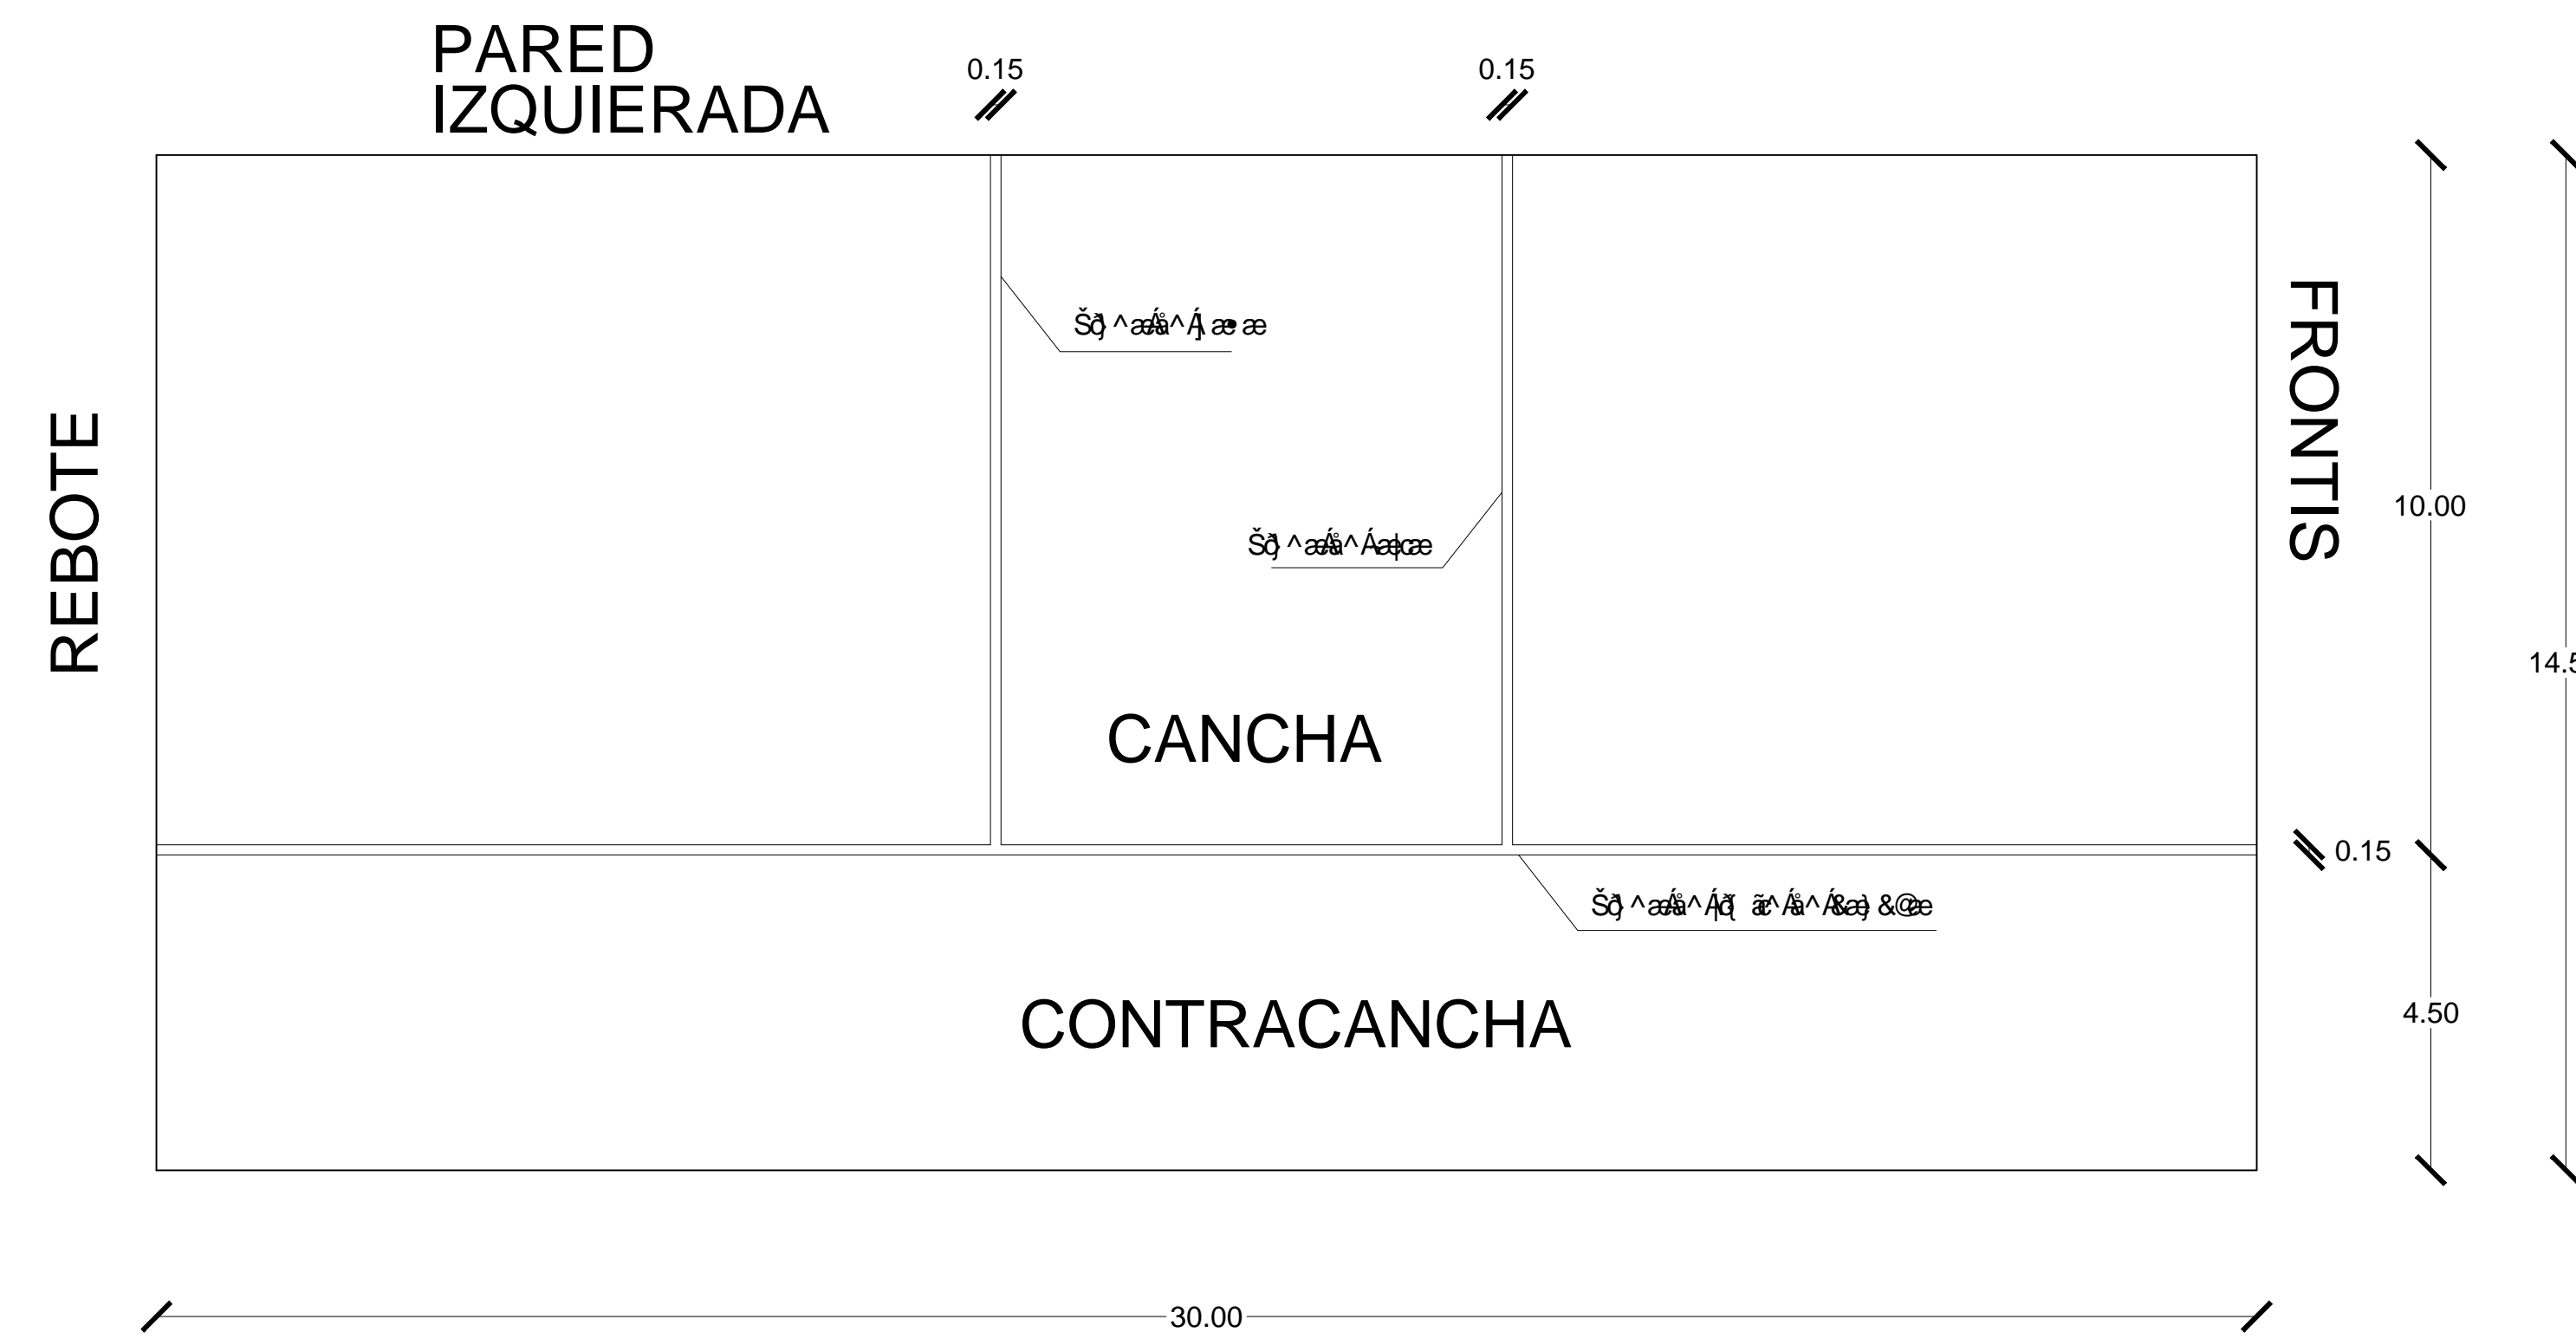 PARED
IZQUIERADA
0.15
0.15
REBOTE
FRONTIS
10.00
CANCHA
0.15
CONTRACANCHA
4.50
30.00